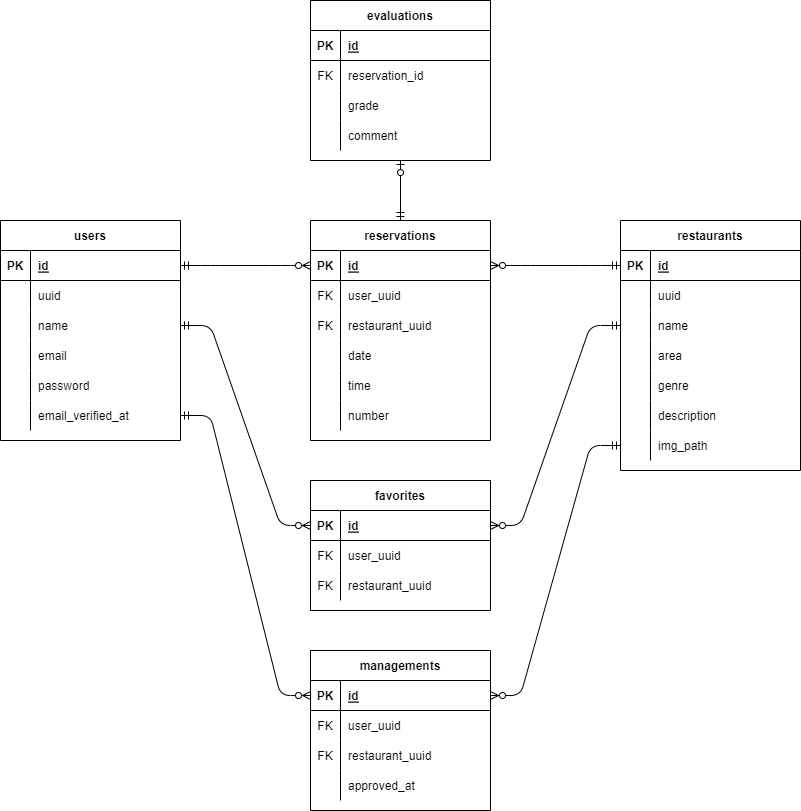 evaluations
PK id
FK reservation_id
grade
comment
users
PK id
uuid
name
email
password
email_verified_at
reservations
PK id
FK user_uuid
FK restaurant_uuid
date
time
number
restaurants
PK id
uuid
name
area
genre
description
img_path
favorites
PK id
FK user_uuid
FK restaurant_uuid
managements
PK id
FK user_uuid
FK restaurant_uuid
approved_at